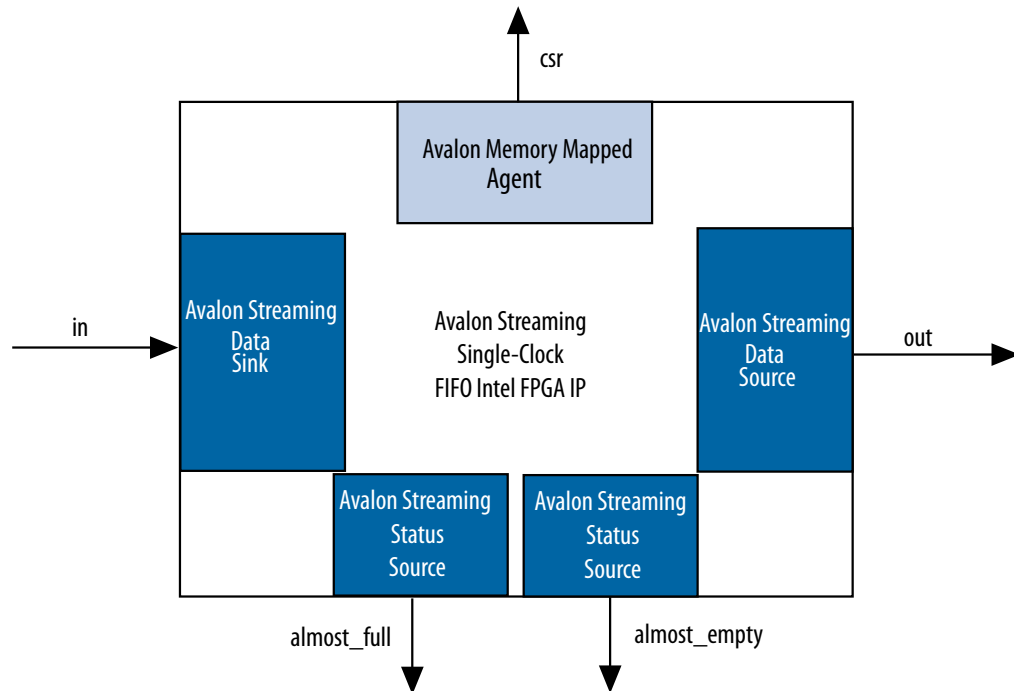 csr
Avalon Memory Mapped
Agent
Avalon Streaming
Data
Sink
in
Avalon Streaming
Single-Clock
FIFO Intel FPGA IP
Avalon Streaming
Data
Source
out
Avalon Streaming
Status
Source
Avalon Streaming
Status
Source
almost_full
almost_empty